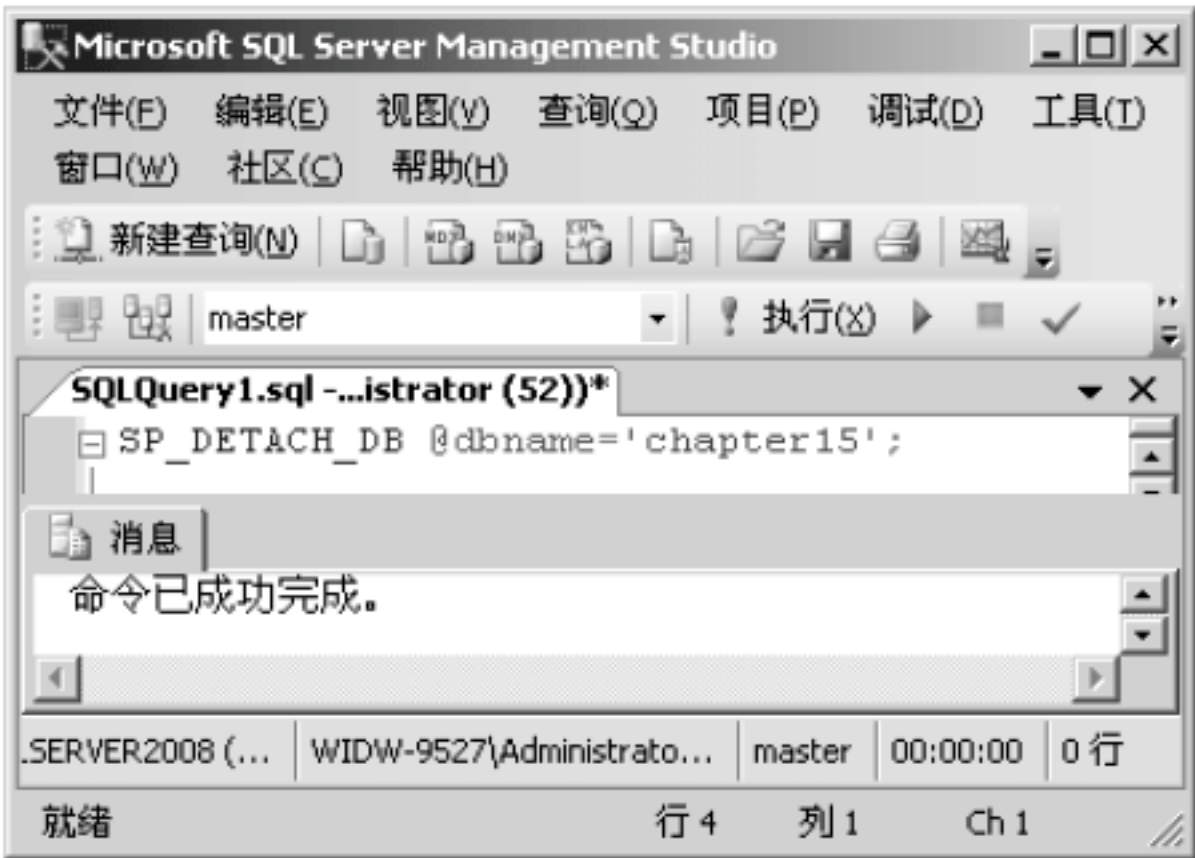 Microsoft SQL Server Management Studio
文件(F) 编辑(E) 视图(V) 查询(Q) 项目(P) 调试(D) 工具(T)
窗口(W) 社区(C) 帮助(H)
新建查询(N)
master 执行(X)
SQLQuery1.sql -...istrator (52))*
SP_DETACH_DB @dbname='chapter15';
消息
命令已成功完成。
.SERVER2008 (... WIDW-9527\Administrato... master 00:00:00 0 行
就绪 行 4 列 1 Ch 1